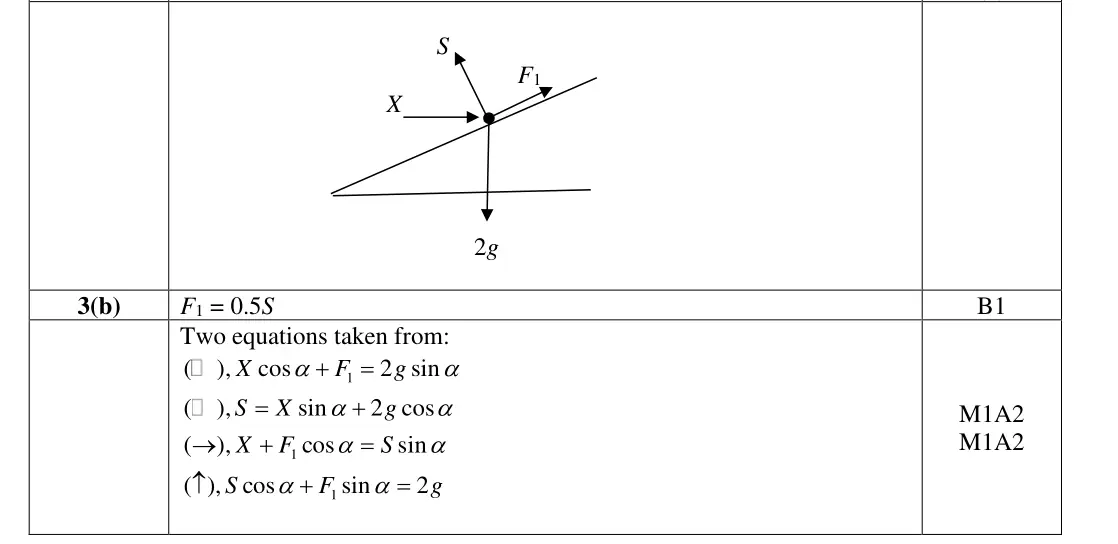 S
F₁
X
2g
3(b) F₁ = 0.5S B1
Two equations taken from:
(□ ), X cos α + F₁ = 2g sin α
(□ ), S = X sin α + 2g cos α
M1A2
(→), X + F₁ cos α = S sin α
M1A2
(↑), S cos α + F₁ sin α = 2g